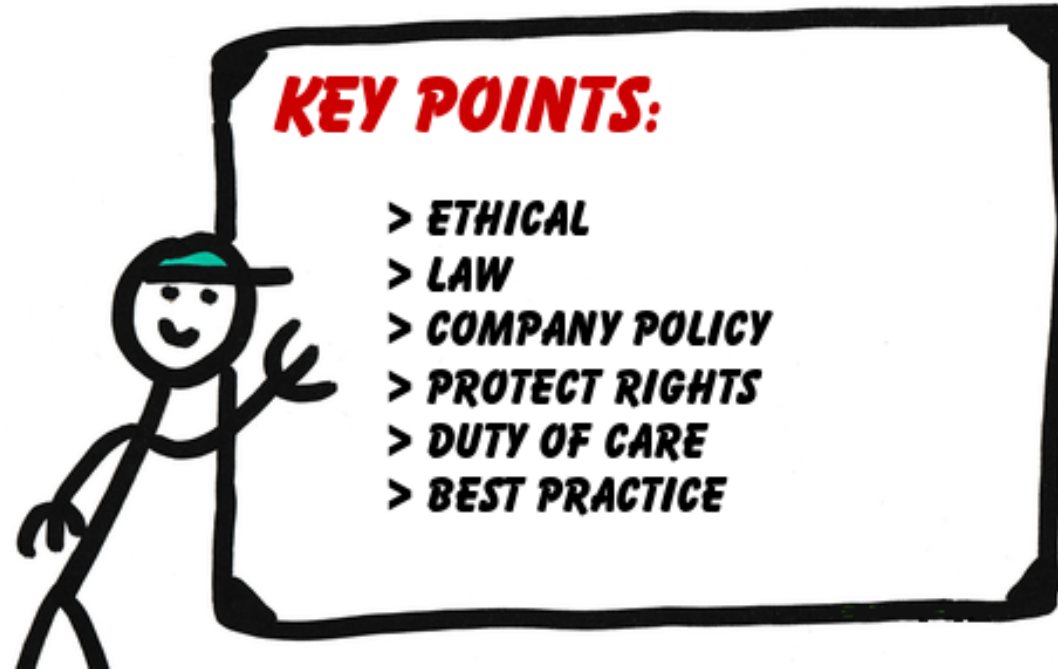 KEY POINTS:
> ETHICAL
> LAW
> COMPANY POLICY
> PROTECT RIGHTS
> DUTY OF CARE
> BEST PRACTICE